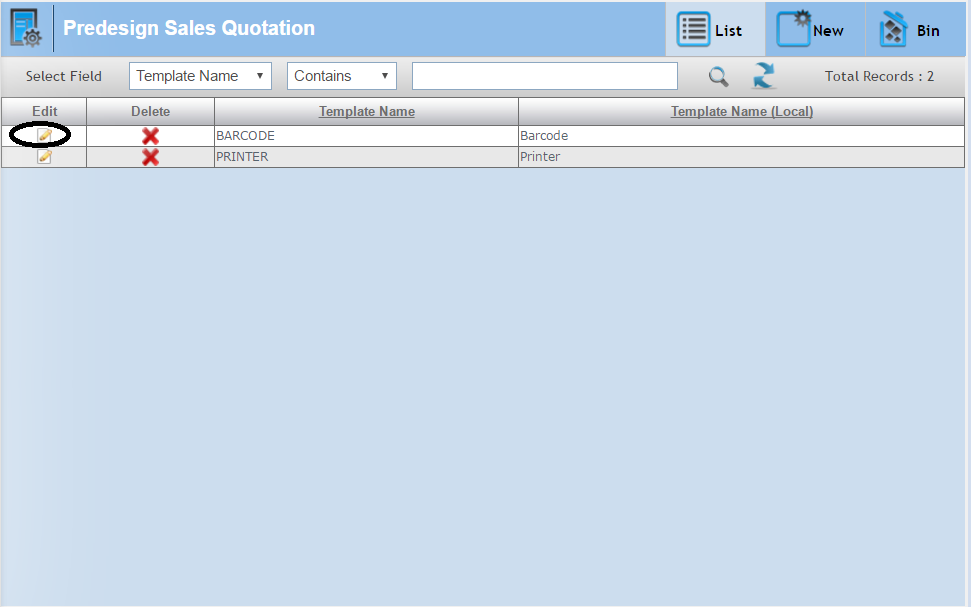 Predesign Sales Quotation List New Bin
Select Field Template Name Contains Total Records : 2
Edit Delete Template Name Template Name (Local)
BARCODE Barcode
PRINTER Printer